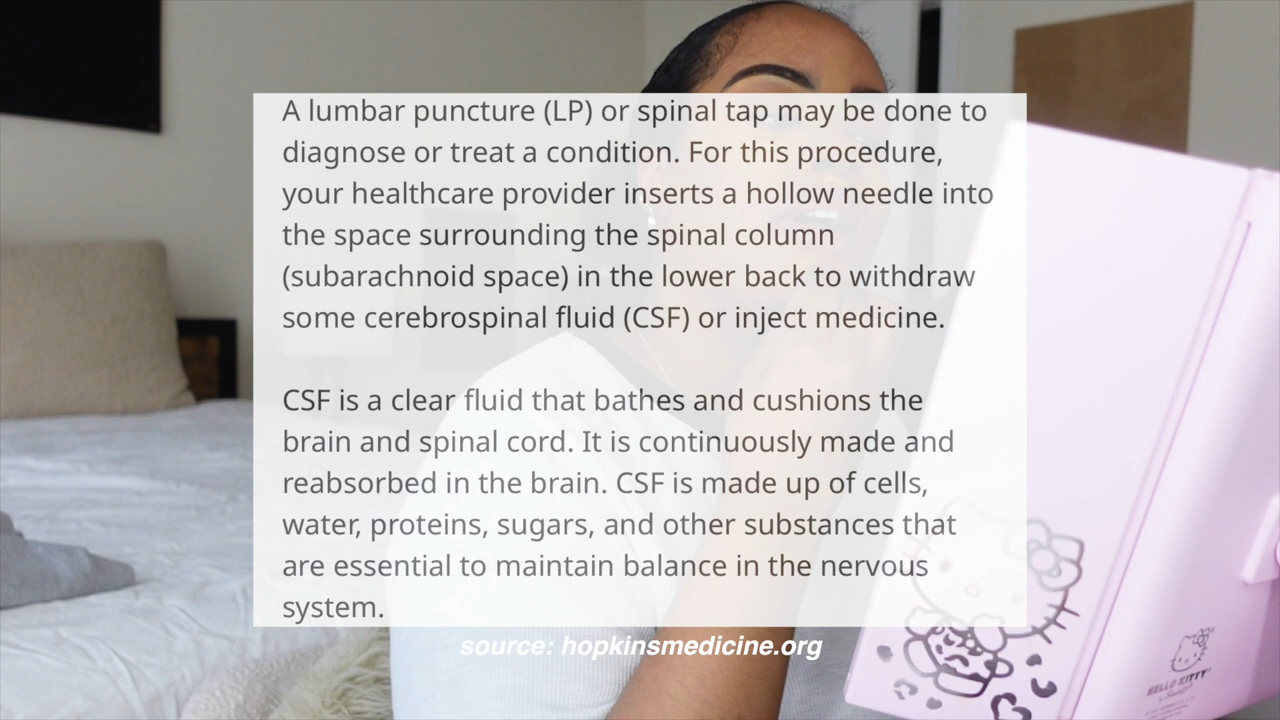 A lumbar puncture (LP) or spinal tap may be done to
diagnose or treat a condition. For this procedure,
your healthcare provider inserts a hollow needle into
the space surrounding the spinal column
(subarachnoid space) in the lower back to withdraw
some cerebrospinal fluid (CSF) or inject medicine.
CSF is a clear fluid that bathes and cushions the
brain and spinal cord. It is continuously made and
reabsorbed in the brain. CSF is made up of cells,
water, proteins, sugars, and other substances that
are essential to maintain balance in the nervous
system.
source: hopkinsmedicine.org
HELLO KITTY